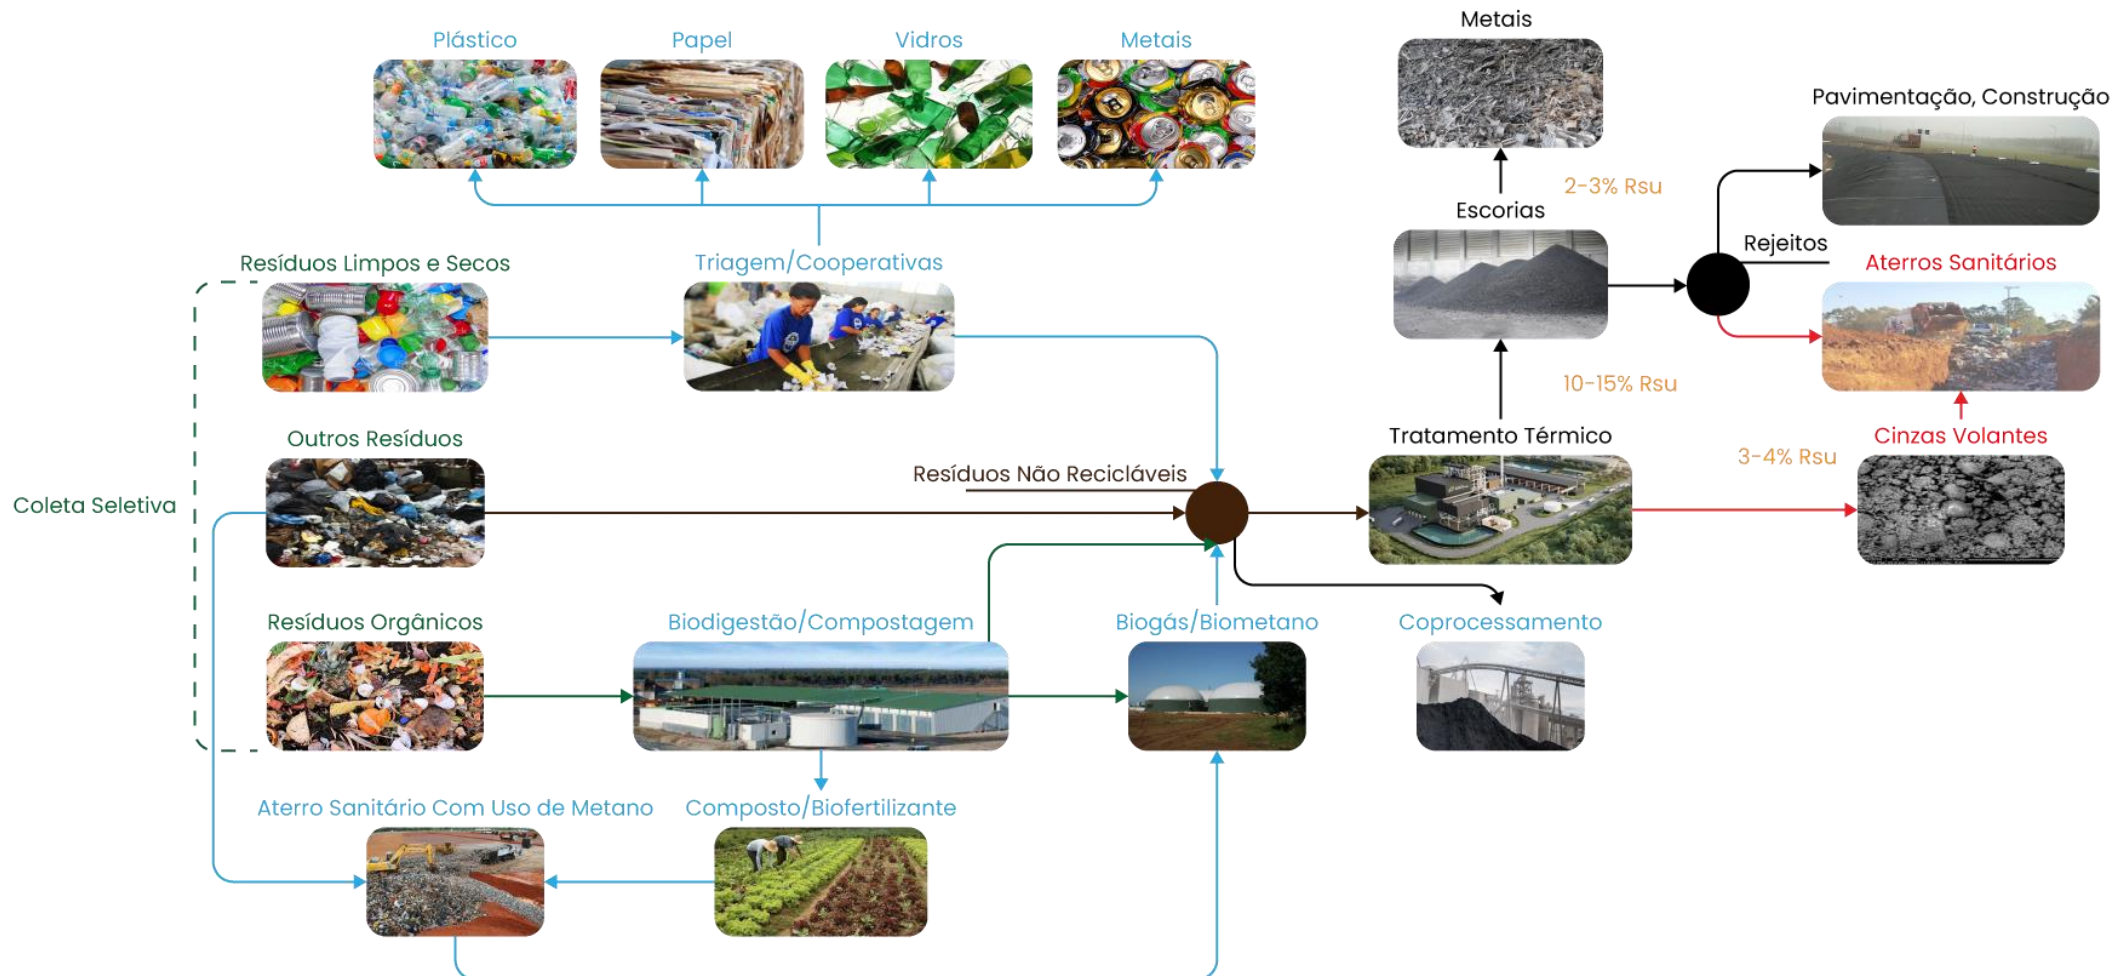 Metais
Plástico
Papel
Vidros
Metais
Pavimentação, Construção
2-3% Rsu
Escorias
Rejeitos
Resíduos Limpos e Secos
Triagem/Cooperativas
Aterros Sanitários
10-15% Rsu
Outros Resíduos
Tratamento Térmico
Cinzas Volantes
3-4% Rsu
Resíduos Não Recicláveis
Coleta Seletiva
Resíduos Orgânicos
Biodigestão/Compostagem
Biogás/Biometano
Coprocessamento
Aterro Sanitário Com Uso de Metano
Composto/Biofertilizante